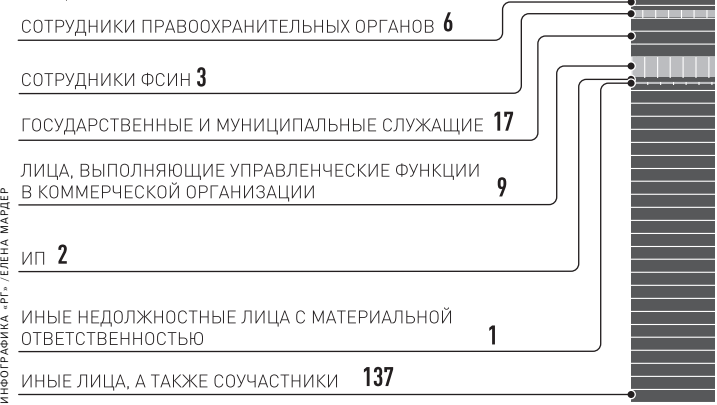 СОТРУДНИКИ ПРАВООХРАНИТЕЛЬНЫХ ОРГАНОВ 6
СОТРУДНИКИ ФСИН 3
ГОСУДАРСТВЕННЫЕ И МУНИЦИПАЛЬНЫЕ СЛУЖАЩИЕ 17
ЛИЦА, ВЫПОЛНЯЮЩИЕ УПРАВЛЕНЧЕСКИЕ ФУНКЦИИ
В КОММЕРЧЕСКОЙ ОРГАНИЗАЦИИ 9
ИП 2
ИНЫЕ НЕДОЛЖНОСТНЫЕ ЛИЦА С МАТЕРИАЛЬНОЙ
ОТВЕТСТВЕННОСТЬЮ 1
ИНЫЕ ЛИЦА, А ТАКЖЕ СОУЧАСТНИКИ 137
ИНФОГРАФИКА «РГ» / ЕЛЕНА МАРДЕР